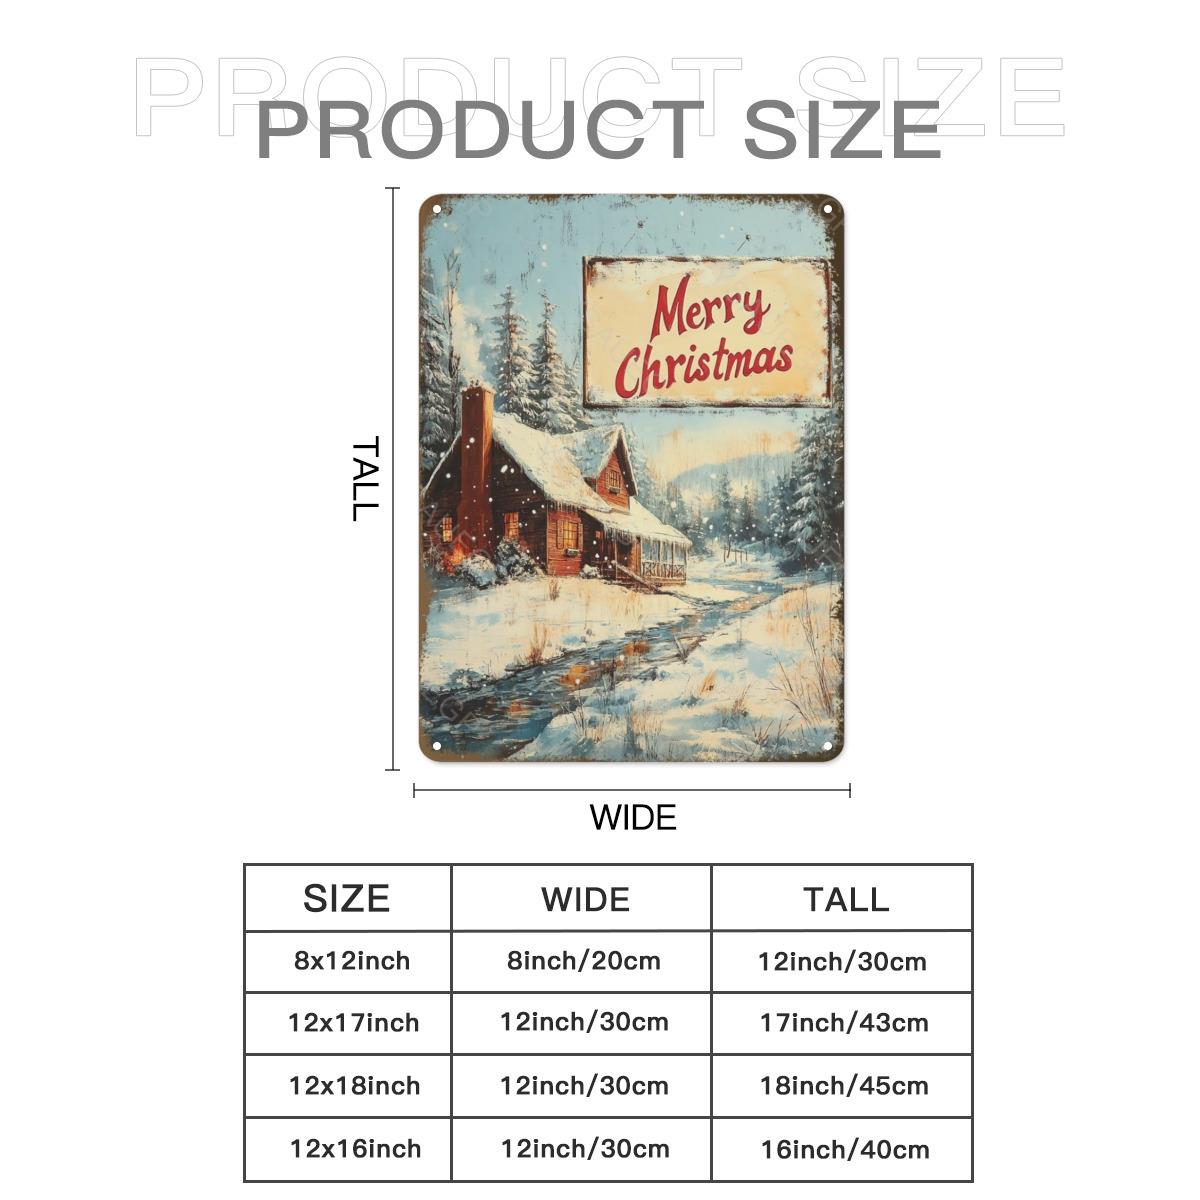 PRODUCT SIZE
PRODUCT SIZE
Merry
Christmas
TALL
WIDE
SIZE WIDE TALL
8x12inch 8inch/20cm 12inch/30cm
12x17inch 12inch/30cm 17inch/43cm
12x18inch 12inch/30cm 18inch/45cm
12x16inch 12inch/30cm 16inch/40cm